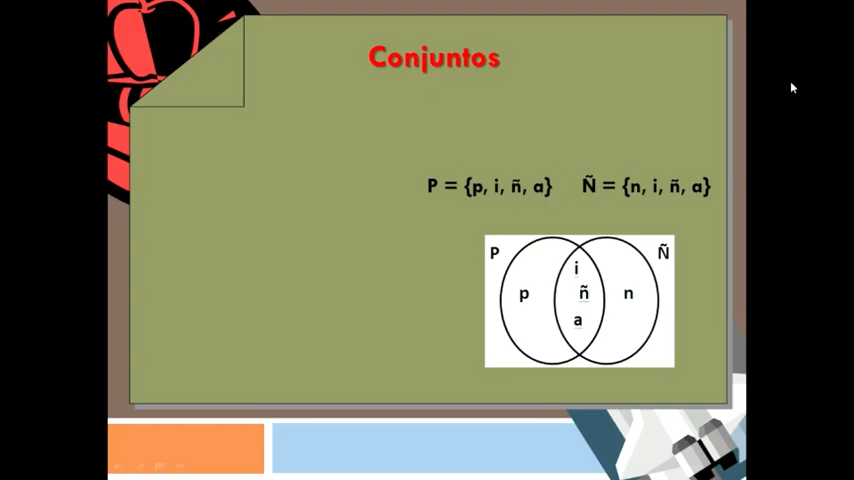 Conjuntos
P = {p, i, ñ, a} Ñ = {n, i, ñ, a}
P Ñ
i
p ñ n
a